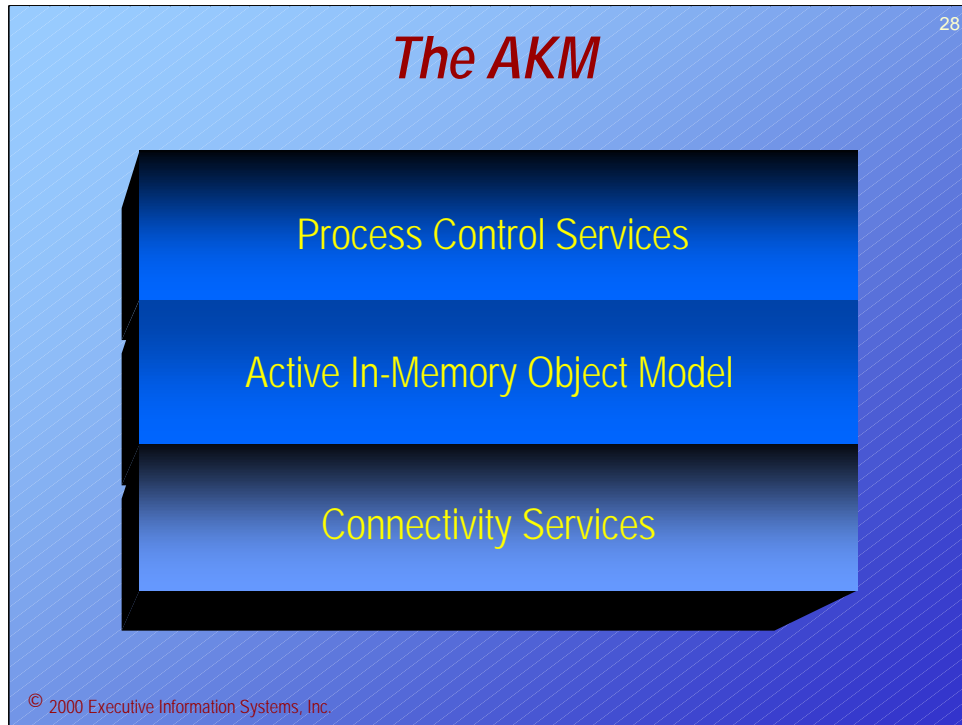 28
The AKM
Process Control Services
Active In-Memory Object Model
Connectivity Services
© 2000 Executive Information Systems, Inc.